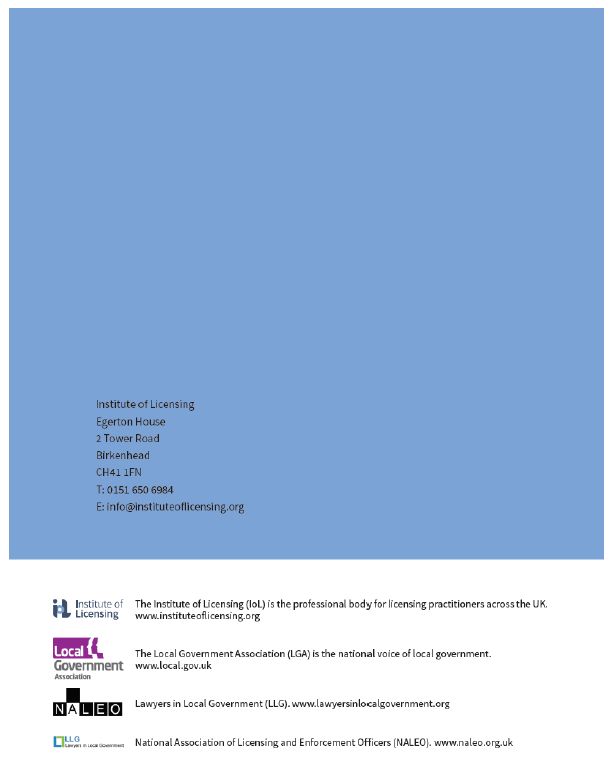 Institute of Licensing
Egerton House
2 Tower Road
Birkenhead
CH41 1FN
T: 0151 650 6984
E: info@instituteoflicensing.org
Institute of
Licensing
The Institute of Licensing (IoL) is the professional body for licensing practitioners across the UK.
www.instituteoflicensing.org
Local
Government
Association
The Local Government Association (LGA) is the national voice of local government.
www.local.gov.uk
NALEO
Lawyers in Local Government (LLG). www.lawyersinlocalgovernment.org
LLG
Lawyers in Local Government
National Association of Licensing and Enforcement Officers (NALEO). www.naleo.org.uk